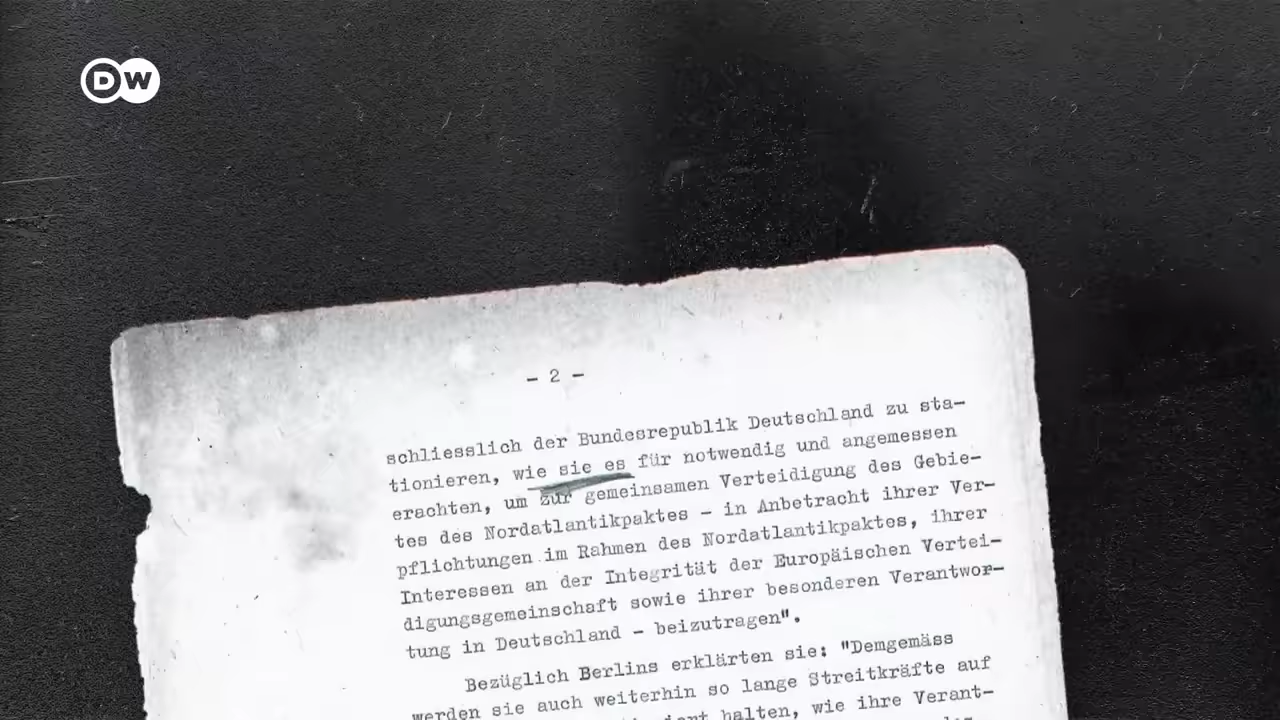 DW
- 2 -
schliesslich der Bundesrepublik Deutschland zu sta-
tionieren, wie sie es für notwendig und angemessen
erachten, um zur gemeinsamen Verteidigung des Gebie-
tes des Nordatlantikpaktes - in Anbetracht ihrer Ver-
pflichtungen im Rahmen des Nordatlantikpaktes, ihrer
Interessen an der Integrität der Europäischen Vertei-
digungsgemeinschaft sowie ihrer besonderen Verantwor-
tung in Deutschland - beizutragen".
Bezüglich Berlins erklärten sie: "Demgemäss
werden sie auch weiterhin so lange Streitkräfte auf
halten, wie ihre Verant-